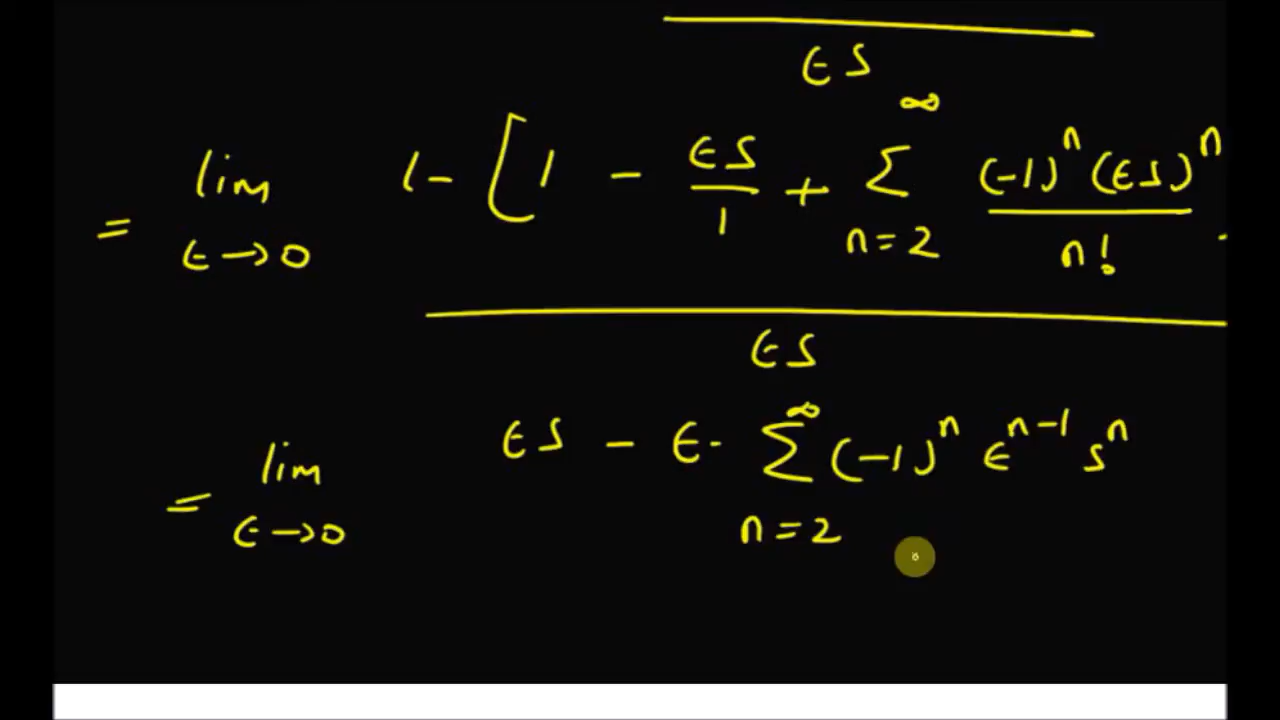 ϵs
= lim ϵ→0 1 - [1 - ϵs/1 + ∑ n=2 ∞ (-1)^n (ϵs)^n / n!
ϵs
= lim ϵ→0 ϵs - ϵ· ∑ n=2 ∞ (-1)^n ϵ^(n-1) s^n